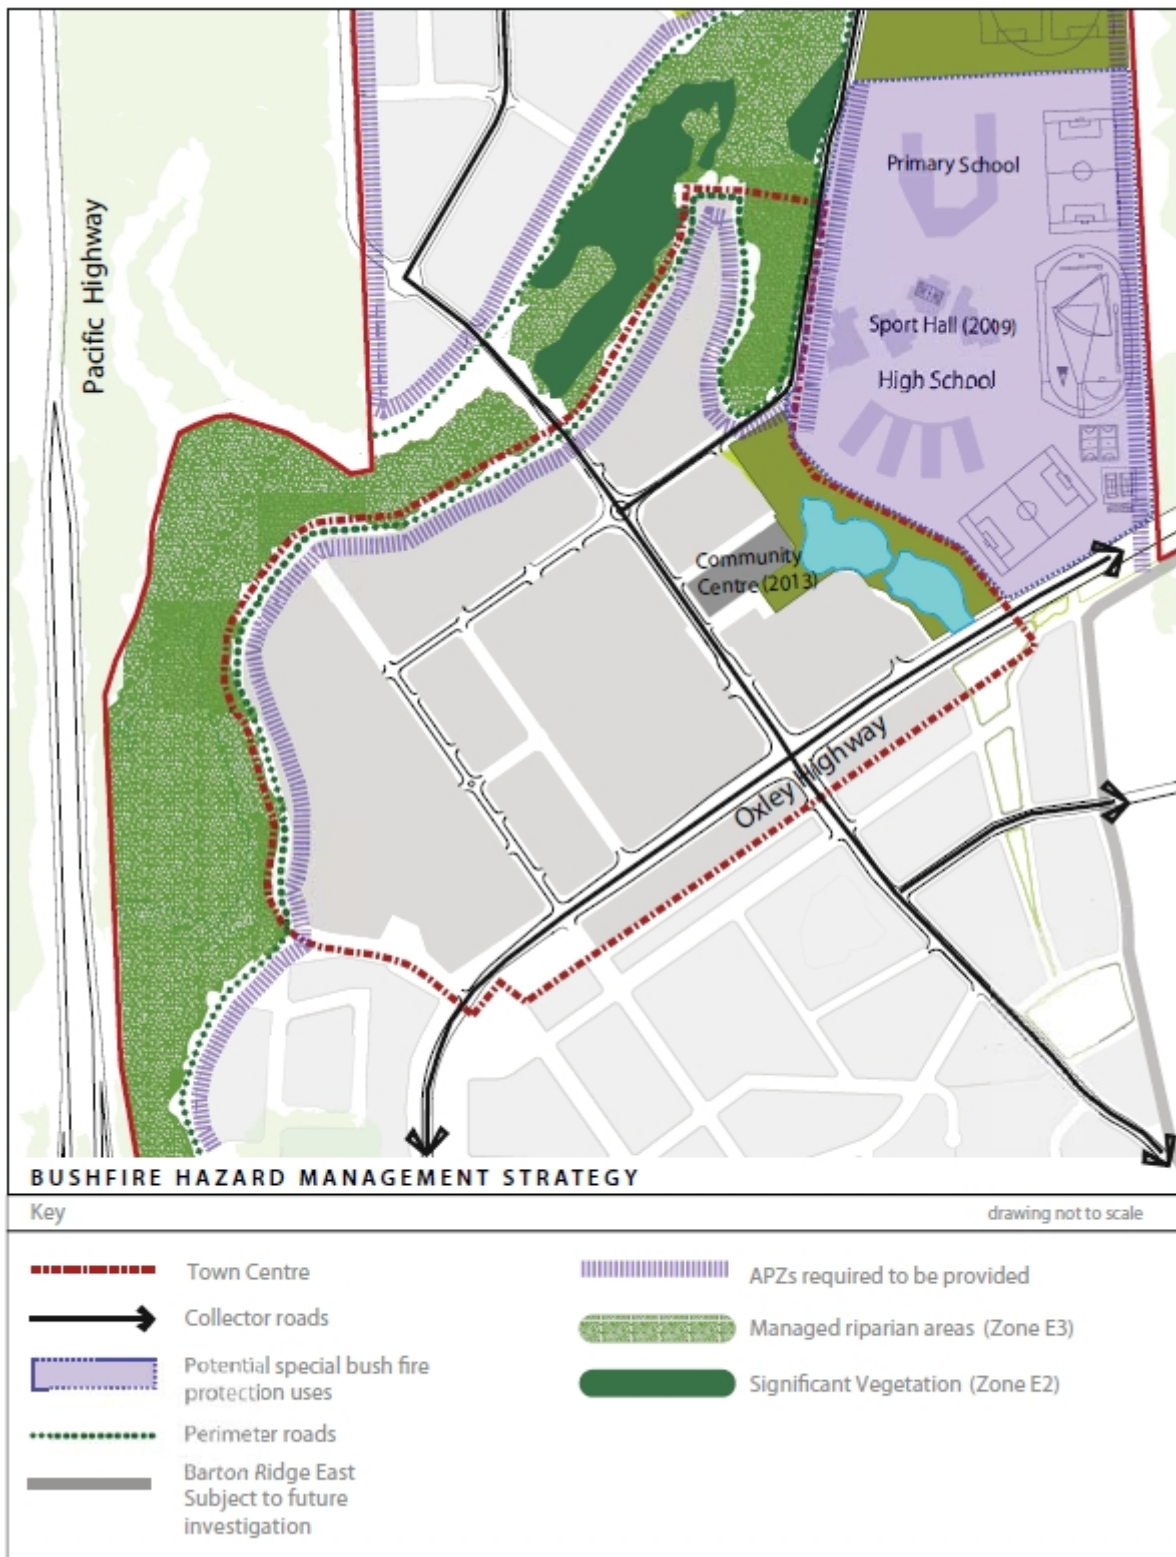 Primary School
Pacific Highway
Sport Hall (2009)
High School
Community
Centre (2013)
Oxley Highway
BUSHFIRE HAZARD MANAGEMENT STRATEGY
Key
drawing not to scale
Town Centre
Collector roads
Potential special bush fire
protection uses
Perimeter roads
Barton Ridge East
Subject to future
investigation
APZs required to be provided
Managed riparian areas (Zone E3)
Significant Vegetation (Zone E2)